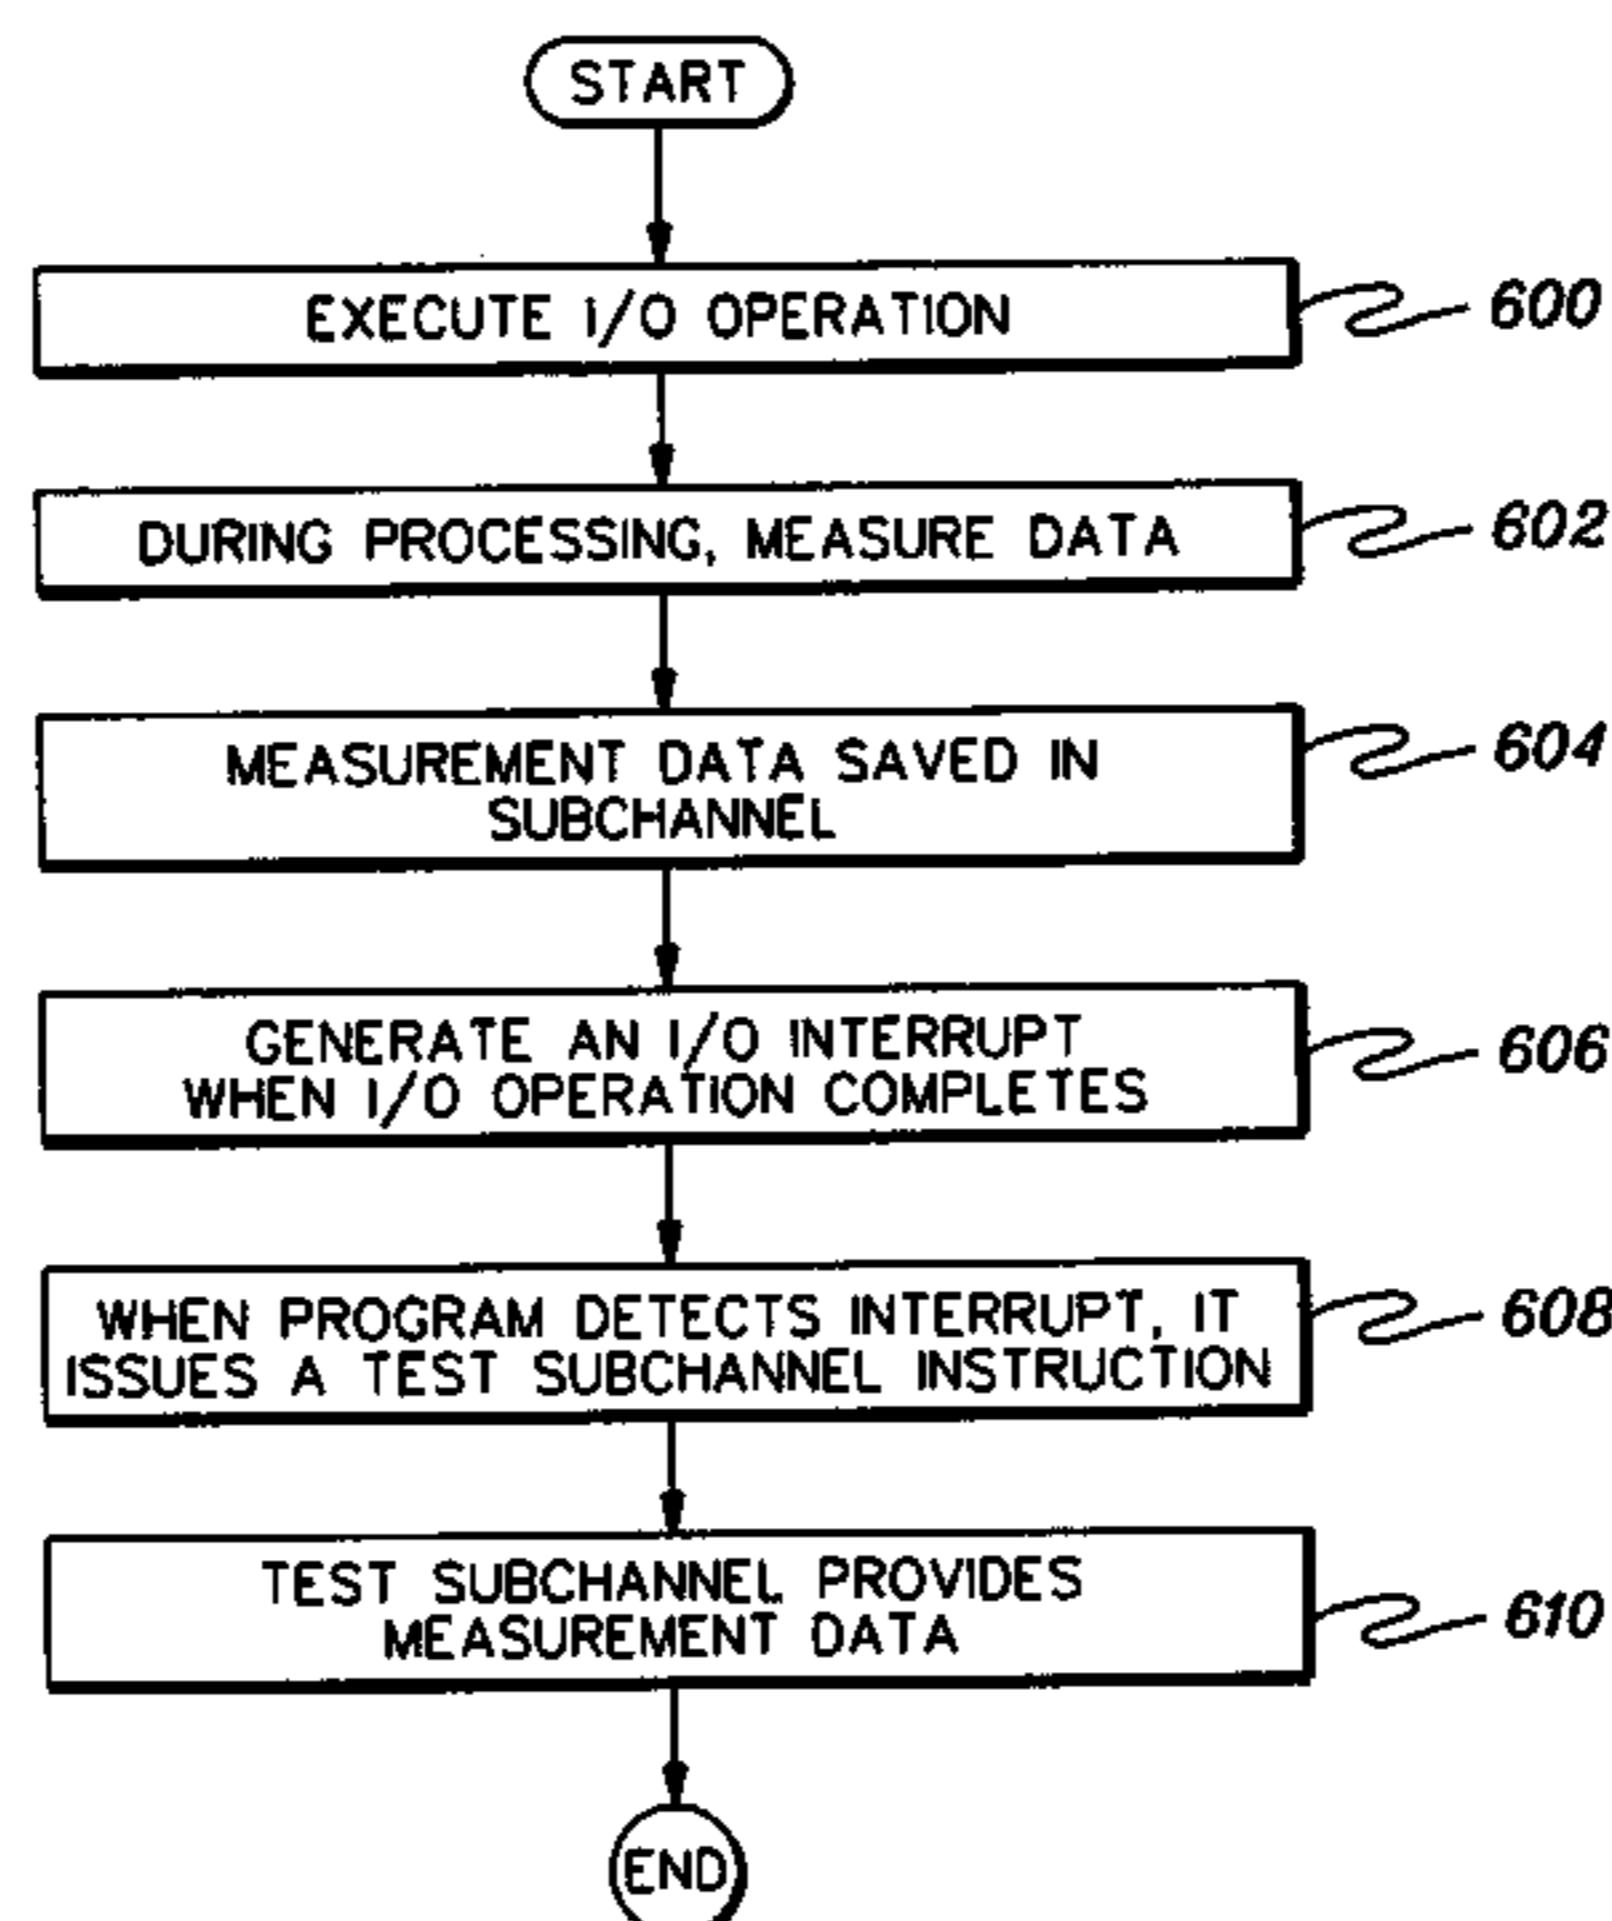 START
EXECUTE I/O OPERATION
600
DURING PROCESSING, MEASURE DATA
602
MEASUREMENT DATA SAVED IN
SUBCHANNEL
604
GENERATE AN I/O INTERRUPT
WHEN I/O OPERATION COMPLETES
606
WHEN PROGRAM DETECTS INTERRUPT, IT
ISSUES A TEST SUBCHANNEL INSTRUCTION
608
TEST SUBCHANNEL PROVIDES
MEASUREMENT DATA
610
END